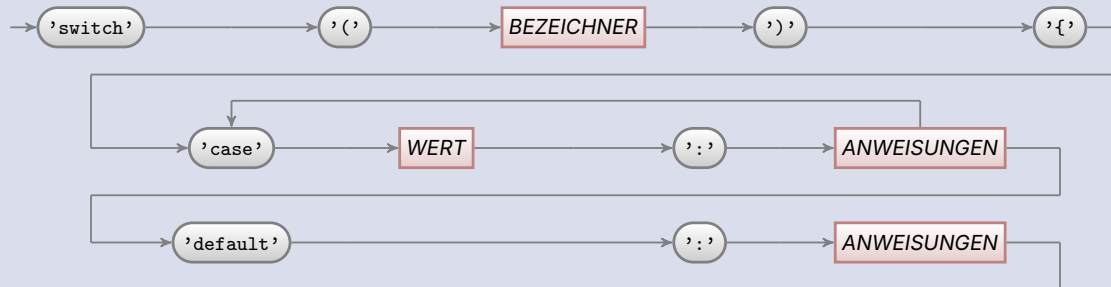 ’switch’ ’(’ BEZEICHNER ’)’ ’{’
’case’ WERT ’:’ ANWEISUNGEN
’default’ ’:’ ANWEISUNGEN